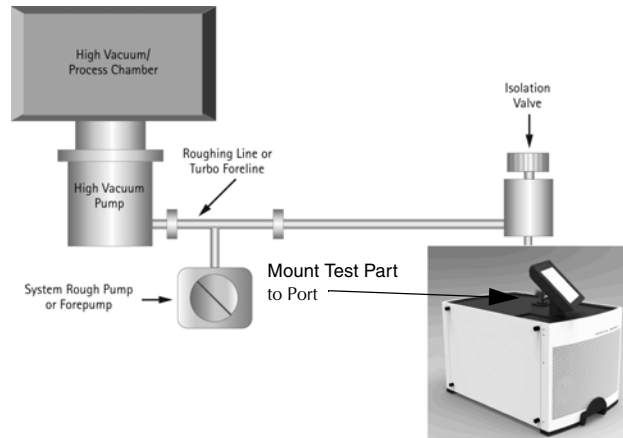 High Vacuum/
Process Chamber
Isolation
Valve
Roughing Line or
Turbo Foreline
High Vacuum
Pump
System Rough Pump
or Forepump
Mount Test Part
to Port